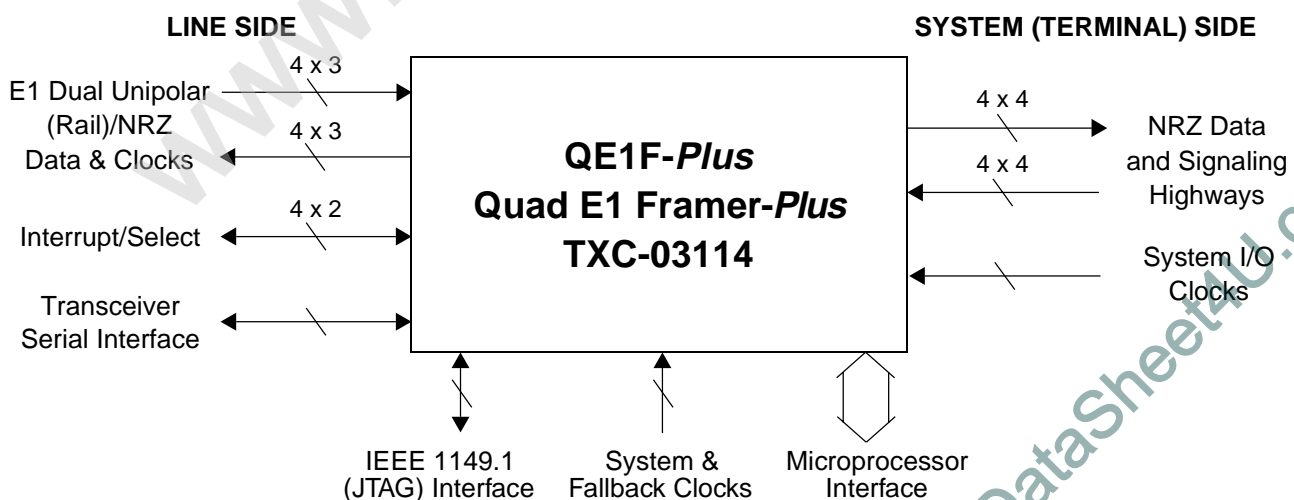 LINE SIDE
SYSTEM (TERMINAL) SIDE
4 x 3
E1 Dual Unipolar
(Rail)/NRZ
Data & Clocks
4 x 3
4 x 2
Interrupt/Select
Transceiver
Serial Interface
QE1F-Plus
Quad E1 Framer-Plus
TXC-03114
4 x 4
4 x 4
NRZ Data
and Signaling
Highways
System I/O
Clocks
IEEE 1149.1
(JTAG) Interface
System &
Fallback Clocks
Microprocessor
Interface
www
DataSheet4U.c